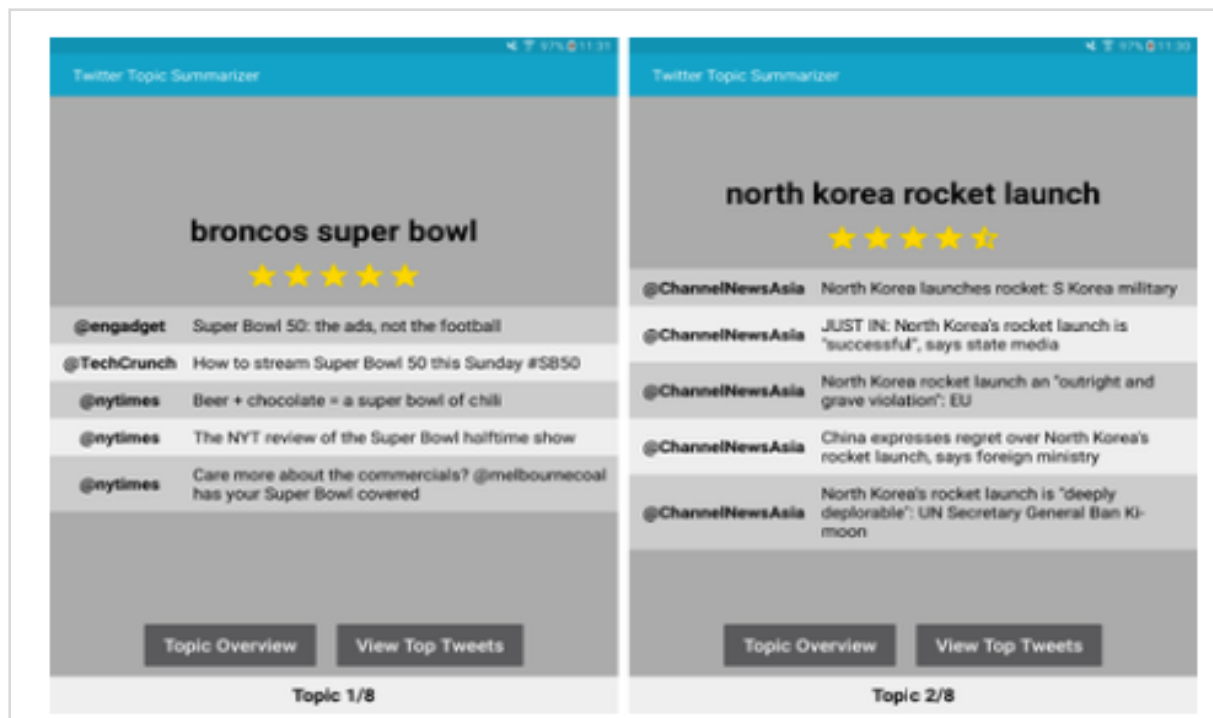 97% 11:31
Twitter Topic Summarizer
broncos super bowl
@engadget Super Bowl 50: the ads, not the football
@TechCrunch How to stream Super Bowl 50 this Sunday #SB50
@nytimes Beer + chocolate = a super bowl of chili
@nytimes The NYT review of the Super Bowl halftime show
@nytimes Care more about the commercials? @melbournecoal
has your Super Bowl covered
Topic Overview View Top Tweets
Topic 1/8
97% 11:30
Twitter Topic Summarizer
north korea rocket launch
@ChannelNewsAsia North Korea launches rocket: S Korea military
@ChannelNewsAsia JUST IN: North Korea's rocket launch is
"successful", says state media
@ChannelNewsAsia North Korea rocket launch an "outright and
grave violation": EU
@ChannelNewsAsia China expresses regret over North Korea's
rocket launch, says foreign ministry
@ChannelNewsAsia North Korea's rocket launch is "deeply
deplorable": UN Secretary General Ban Ki-
moon
Topic Overview View Top Tweets
Topic 2/8